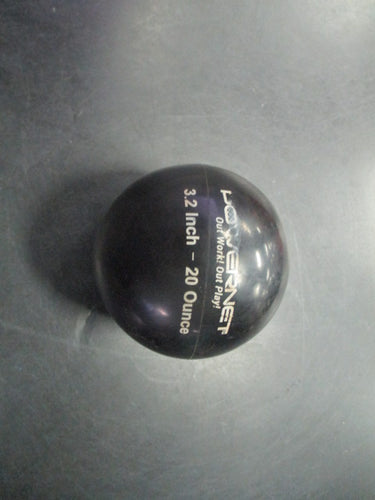 POWERNET
Out Work! Out Play!
3.2 Inch - 20 Ounce